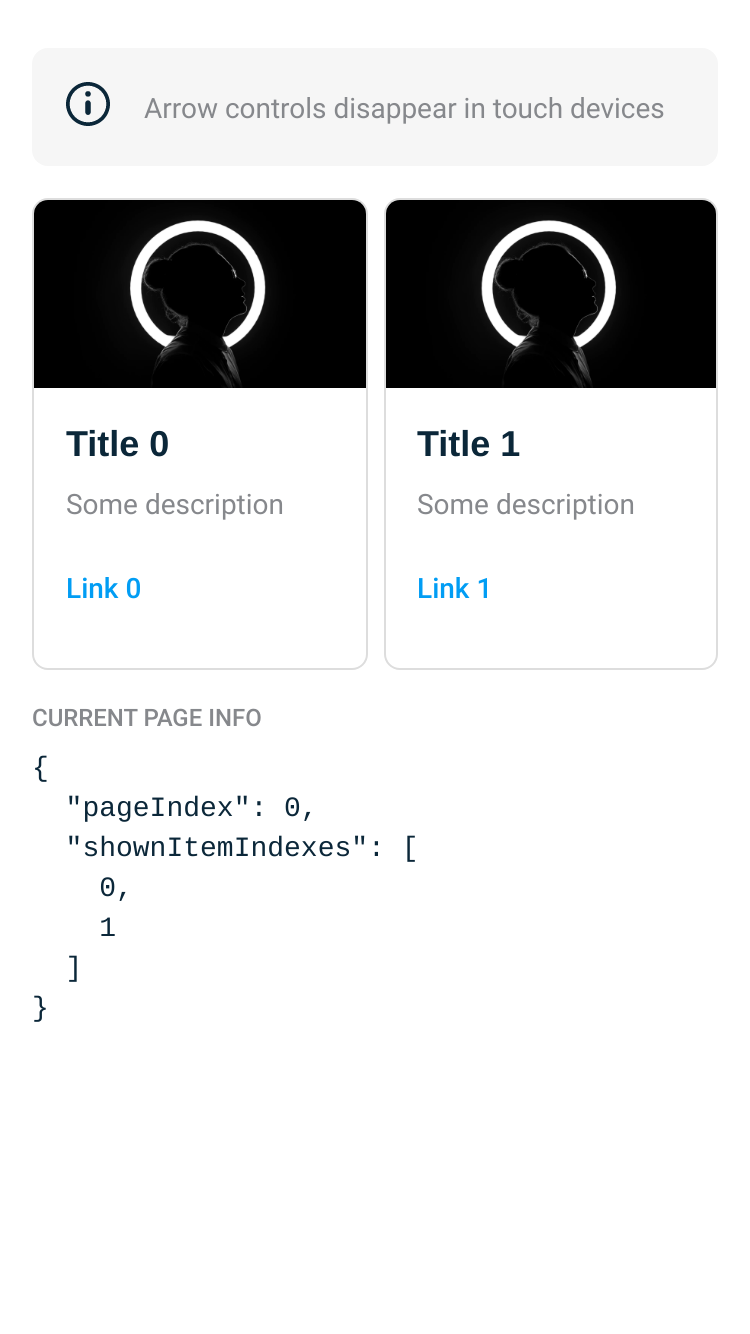 Arrow controls disappear in touch devices
Title 0
Some description
Link 0
Title 1
Some description
Link 1
CURRENT PAGE INFO
{
  "pageIndex": 0,
  "shownItemIndexes": [
    0,
    1
  ]
}